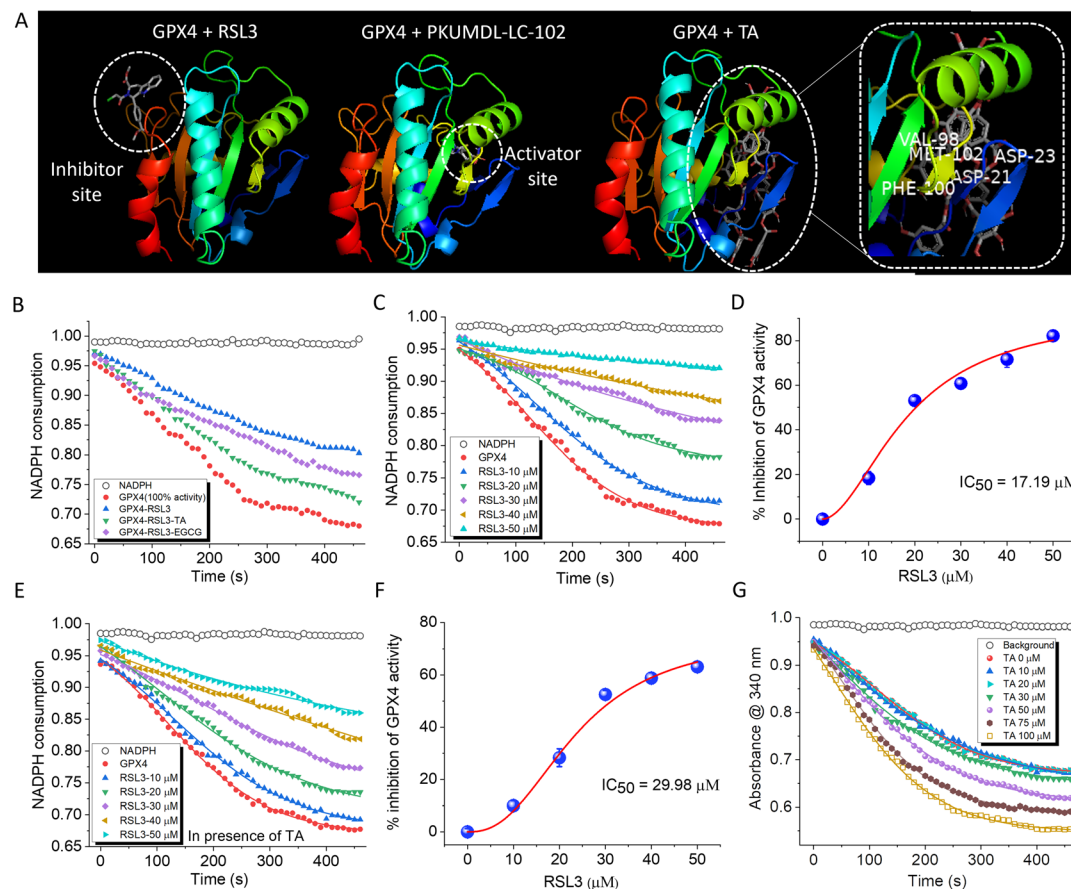 A
GPX4 + RSL3
GPX4 + PKUMDL-LC-102
GPX4 + TA
Inhibitor
site
Activator
site
VAL-98
MET-102
ASP-23
ASP-21
PHE-100
B
NADPH consumption
1.00
0.95
0.90
0.85
0.80
0.75
0.70
0.65
NADPH
GPX4(100% activity)
GPX4-RSL3
GPX4-RSL3-TA
GPX4-RSL3-EGCG
0 100 200 300 400
Time (s)
C
NADPH consumption
1.00
0.95
0.90
0.85
0.80
0.75
0.70
0.65
NADPH
GPX4
RSL3-10 μM
RSL3-20 μM
RSL3-30 μM
RSL3-40 μM
RSL3-50 μM
0 100 200 300 400
Time (s)
D
% Inhibition of GPX4 activity
100
80
60
40
20
0
IC50 = 17.19 μM
0 10 20 30 40 50
RSL3 (μM)
E
NADPH consumption
1.00
0.95
0.90
0.85
0.80
0.75
0.70
0.65
NADPH
GPX4
RSL3-10 μM
RSL3-20 μM
RSL3-30 μM
RSL3-40 μM
RSL3-50 μM
In presence of TA
0 100 200 300 400
Time (s)
F
% inhibition of GPX4 activity
80
60
40
20
0
IC50 = 29.98 μM
0 10 20 30 40 50
RSL3 (μM)
G
Absorbance @ 340 nm
1.0
0.9
0.8
0.7
0.6
Background
TA 0 μM
TA 10 μM
TA 20 μM
TA 30 μM
TA 50 μM
TA 75 μM
TA 100 μM
0 100 200 300 400
Time (s)